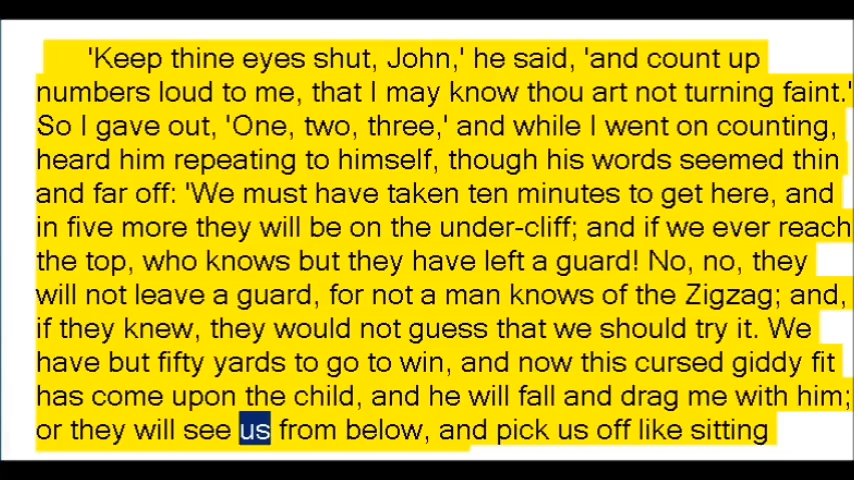 'Keep thine eyes shut, John,' he said, 'and count up
numbers loud to me, that I may know thou art not turning faint.'
So I gave out, 'One, two, three,' and while I went on counting,
heard him repeating to himself, though his words seemed thin
and far off: 'We must have taken ten minutes to get here, and
in five more they will be on the under-cliff; and if we ever reach
the top, who knows but they have left a guard! No, no, they
will not leave a guard, for not a man knows of the Zigzag; and,
if they knew, they would not guess that we should try it. We
have but fifty yards to go to win, and now this cursed giddy fit
has come upon the child, and he will fall and drag me with him;
or they will see us from below, and pick us off like sitting